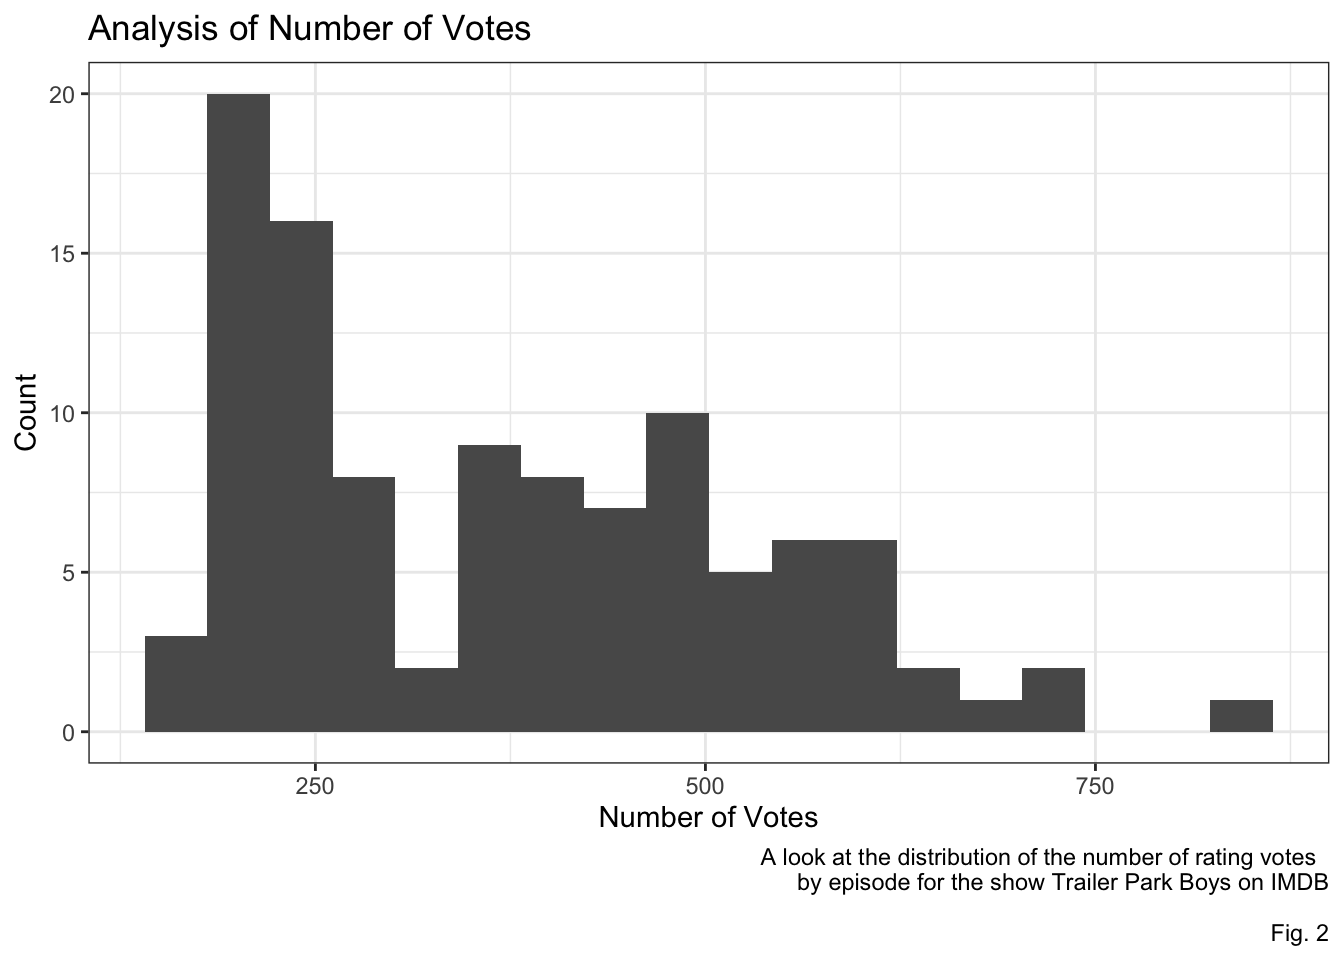 Analysis of Number of Votes
20
15
10
5
0
Count
250 500 750
Number of Votes
A look at the distribution of the number of rating votes
by episode for the show Trailer Park Boys on IMDB
Fig. 2